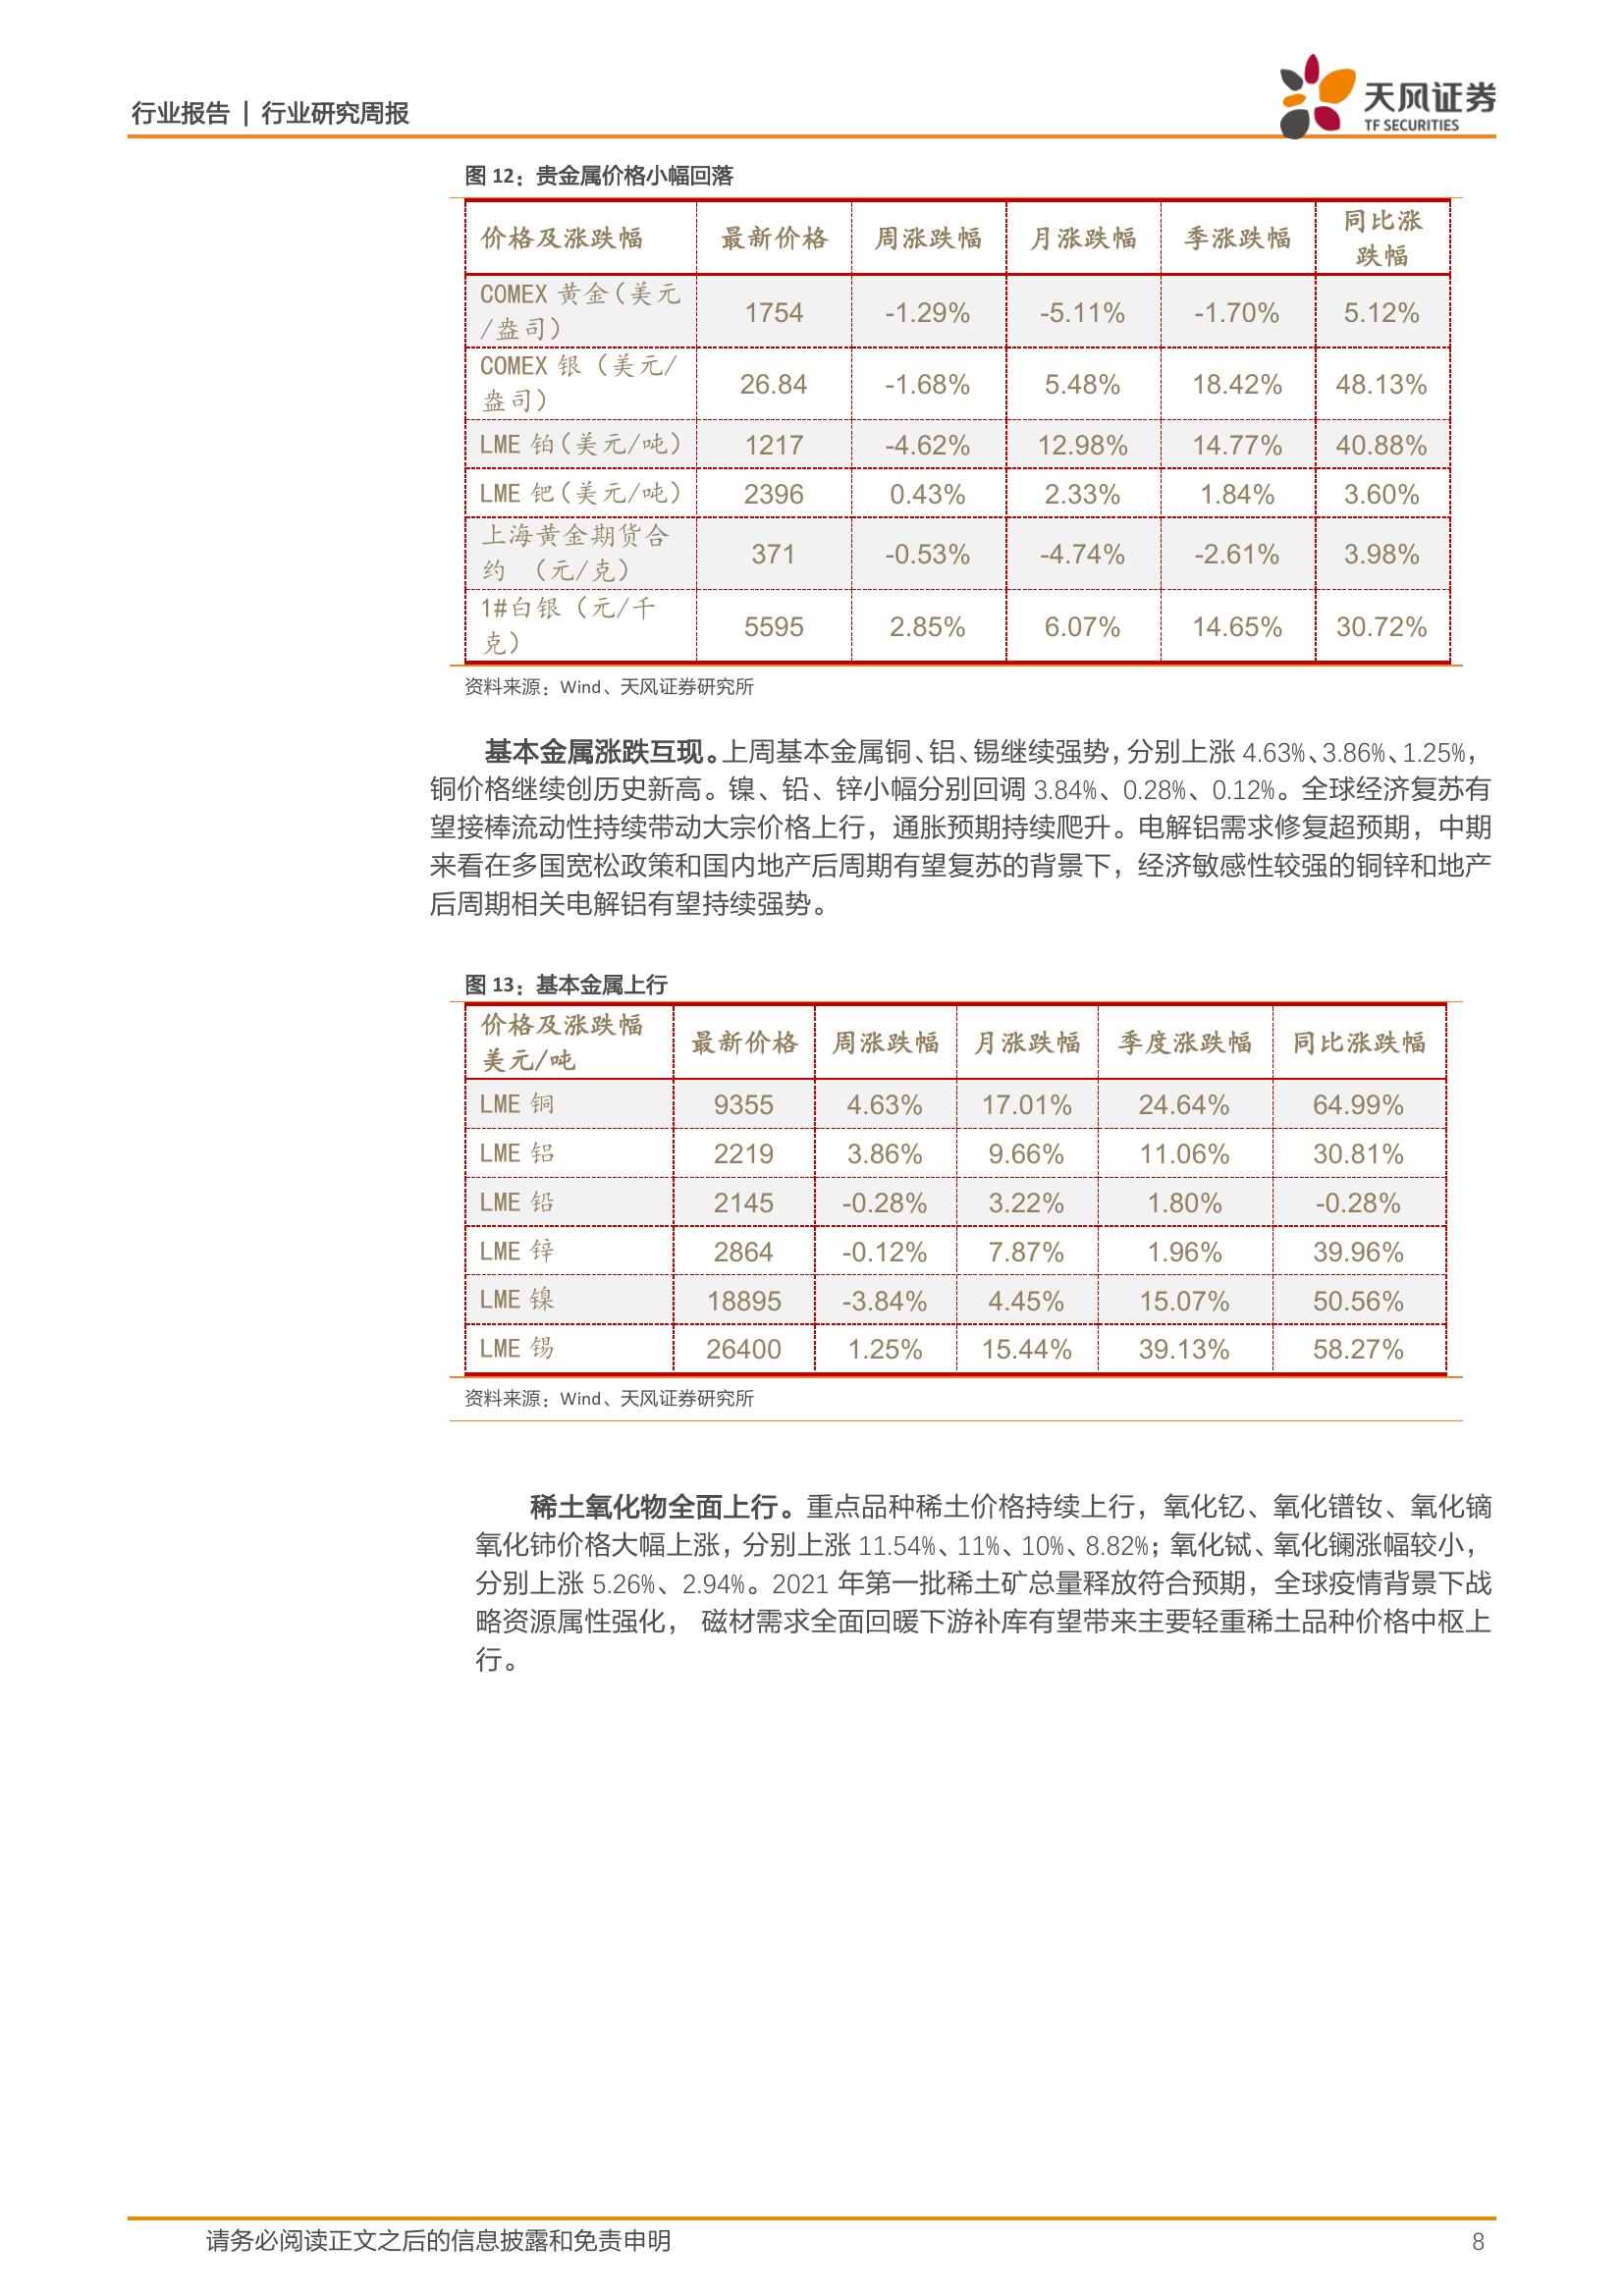 行业报告 | 行业研究周报
天风证券
TF SECURITIES
图 12：贵金属价格小幅回落
价格及涨跌幅 最新价格 周涨跌幅 月涨跌幅 季涨跌幅 同比涨
跌幅
COMEX 黄金(美元
/盎司) 1754 -1.29% -5.11% -1.70% 5.12%
COMEX 银（美元/
盎司) 26.84 -1.68% 5.48% 18.42% 48.13%
LME 铂(美元/吨) 1217 -4.62% 12.98% 14.77% 40.88%
LME 钯(美元/吨) 2396 0.43% 2.33% 1.84% 3.60%
上海黄金期货合
约 （元/克) 371 -0.53% -4.74% -2.61% 3.98%
1#白银（元/千
克) 5595 2.85% 6.07% 14.65% 30.72%
资料来源：Wind、天风证券研究所
基本金属涨跌互现。上周基本金属铜、铝、锡继续强势，分别上涨 4.63%、3.86%、1.25%，
铜价格继续创历史新高。镍、铅、锌小幅分别回调 3.84%、0.28%、0.12%。全球经济复苏有
望接棒流动性持续带动大宗价格上行，通胀预期持续爬升。电解铝需求修复超预期，中期
来看在多国宽松政策和国内地产后周期有望复苏的背景下，经济敏感性较强的铜锌和地产
后周期相关电解铝有望持续强势。
图 13：基本金属上行
价格及涨跌幅
美元/吨 最新价格 周涨跌幅 月涨跌幅 季度涨跌幅 同比涨跌幅
LME 铜 9355 4.63% 17.01% 24.64% 64.99%
LME 铝 2219 3.86% 9.66% 11.06% 30.81%
LME 铅 2145 -0.28% 3.22% 1.80% -0.28%
LME 锌 2864 -0.12% 7.87% 1.96% 39.96%
LME 镍 18895 -3.84% 4.45% 15.07% 50.56%
LME 锡 26400 1.25% 15.44% 39.13% 58.27%
资料来源：Wind、天风证券研究所
稀土氧化物全面上行。重点品种稀土价格持续上行，氧化钇、氧化镨钕、氧化镝
氧化铈价格大幅上涨，分别上涨 11.54%、11%、10%、8.82%；氧化铽、氧化镧涨幅较小，
分别上涨 5.26%、2.94%。2021 年第一批稀土矿总量释放符合预期，全球疫情背景下战
略资源属性强化， 磁材需求全面回暖下游补库有望带来主要轻重稀土品种价格中枢上
行。
请务必阅读正文之后的信息披露和免责申明 8